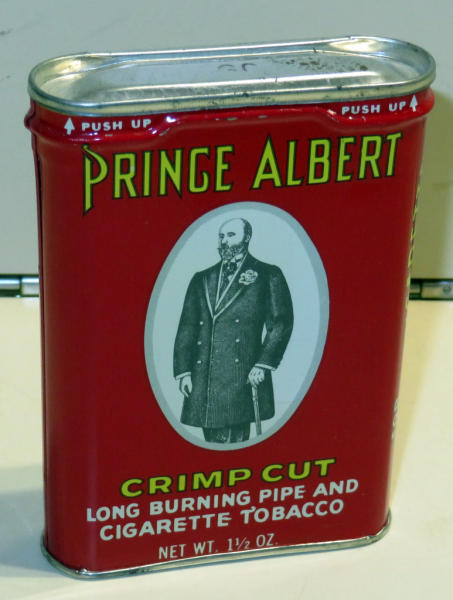 PUSH UP PUSH UP
PRINCE ALBERT
CRIMP CUT
LONG BURNING PIPE AND
CIGARETTE TOBACCO
NET WT. 1½ OZ.